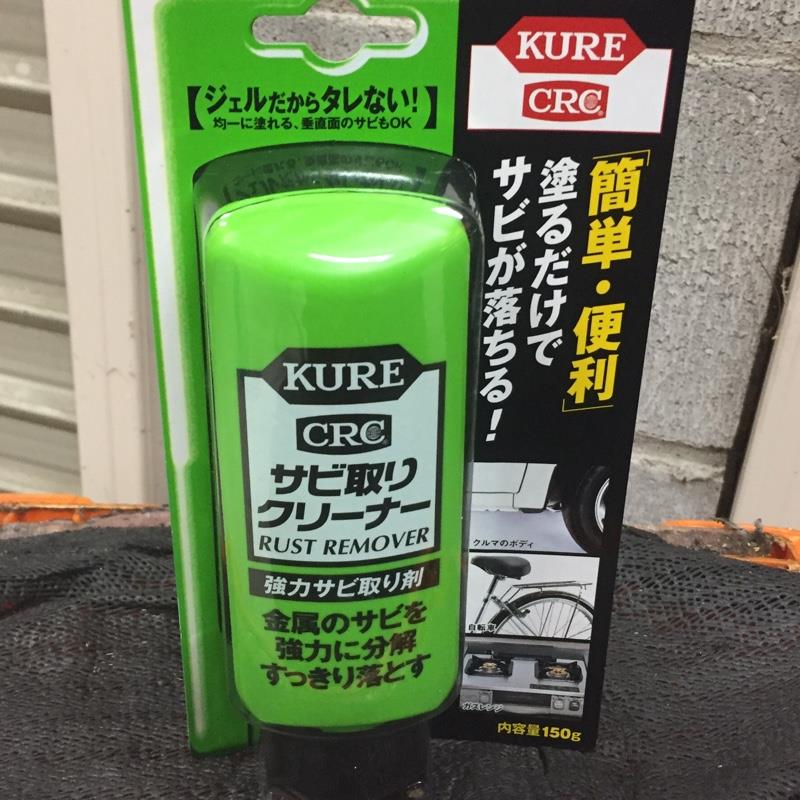 【ジェルだからタレない!】
均一に塗れる、垂直面のサビもOK
KURE
CRC
「簡単・便利」
塗るだけで
サビが落ちる!
KURE
CRC
サビ取り
クリーナー
RUST REMOVER
強力サビ取り剤
金属のサビを
強力に分解
すっきり落とす
クルマのボディ
自転車
ガスレンジ
内容量150g